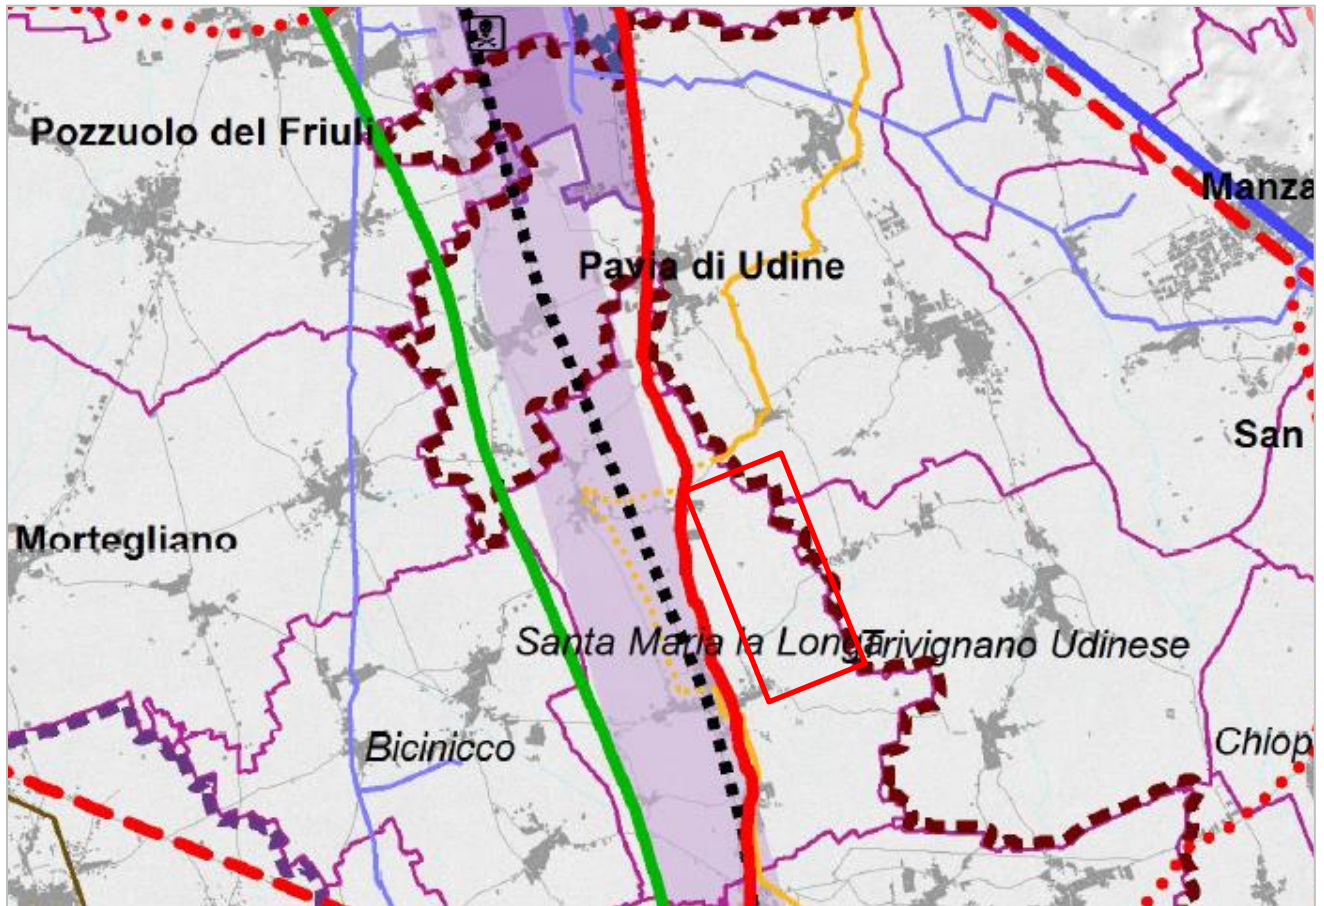 Pozzuolo del Friuli
Manza
Pavia di Udine
San
Mortegliano
Santa Maria la Longa
Trivignano Udinese
Bicinicco
Chiop